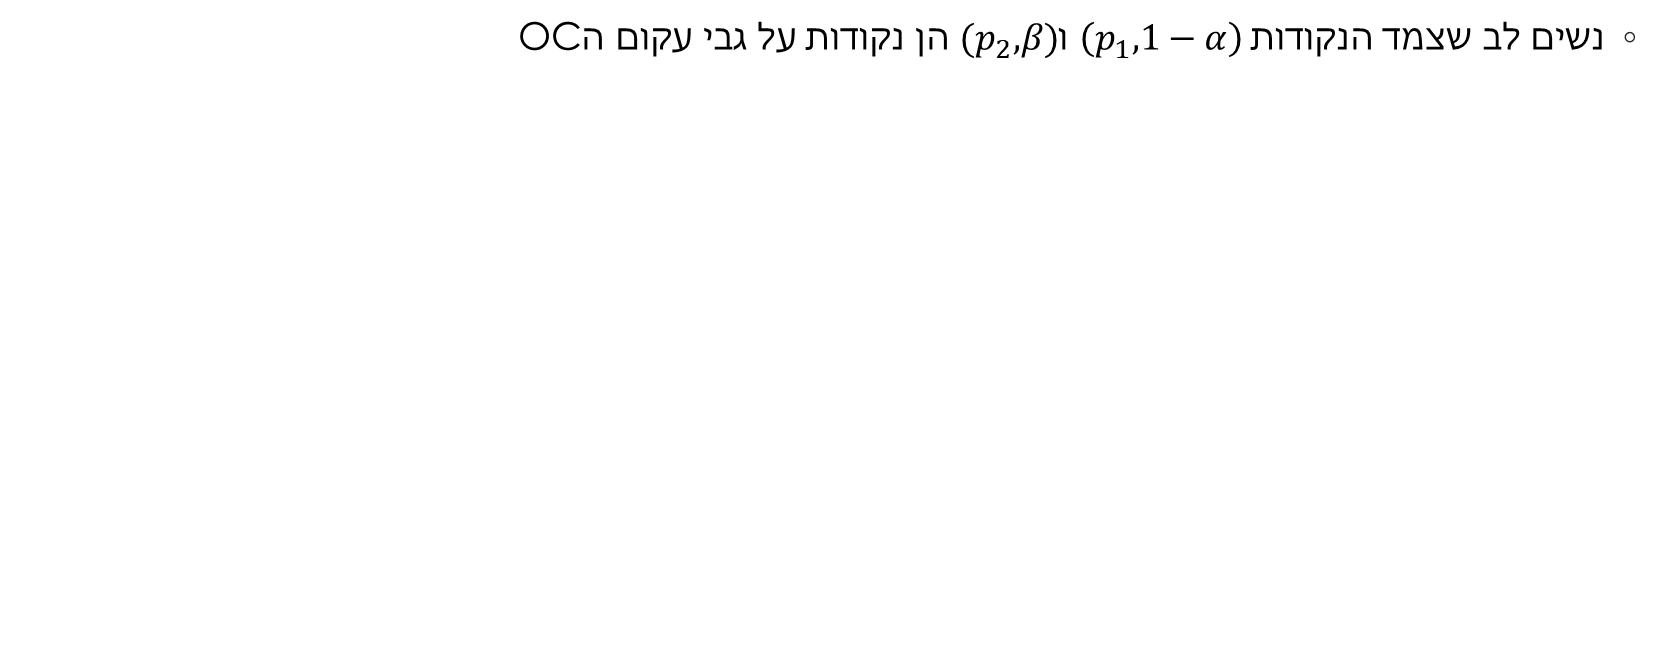 ◦ נשים לב שצמד הנקודות (p₁,1 − α) ו(p₂,β) הן נקודות על גבי עקום הOC